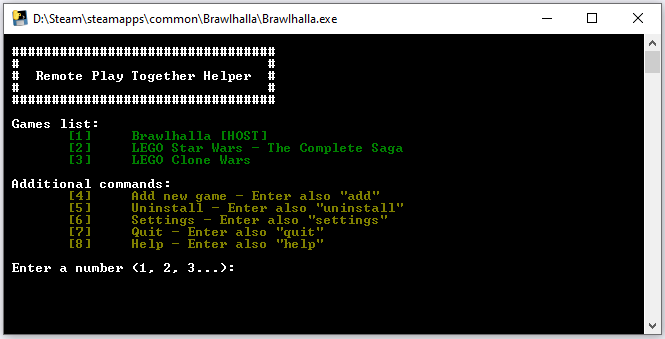 D:\Steam\steamapps\common\Brawlhalla\Brawlhalla.exe
#################################
#                               #
#  Remote Play Together Helper  #
#                               #
#################################
Games list:
[1]     Brawlhalla [HOST]
[2]     LEGO Star Wars - The Complete Saga
[3]     LEGO Clone Wars
Additional commands:
[4]     Add new game - Enter also "add"
[5]     Uninstall - Enter also "uninstall"
[6]     Settings - Enter also "settings"
[7]     Quit - Enter also "quit"
[8]     Help - Enter also "help"
Enter a number (1, 2, 3...):